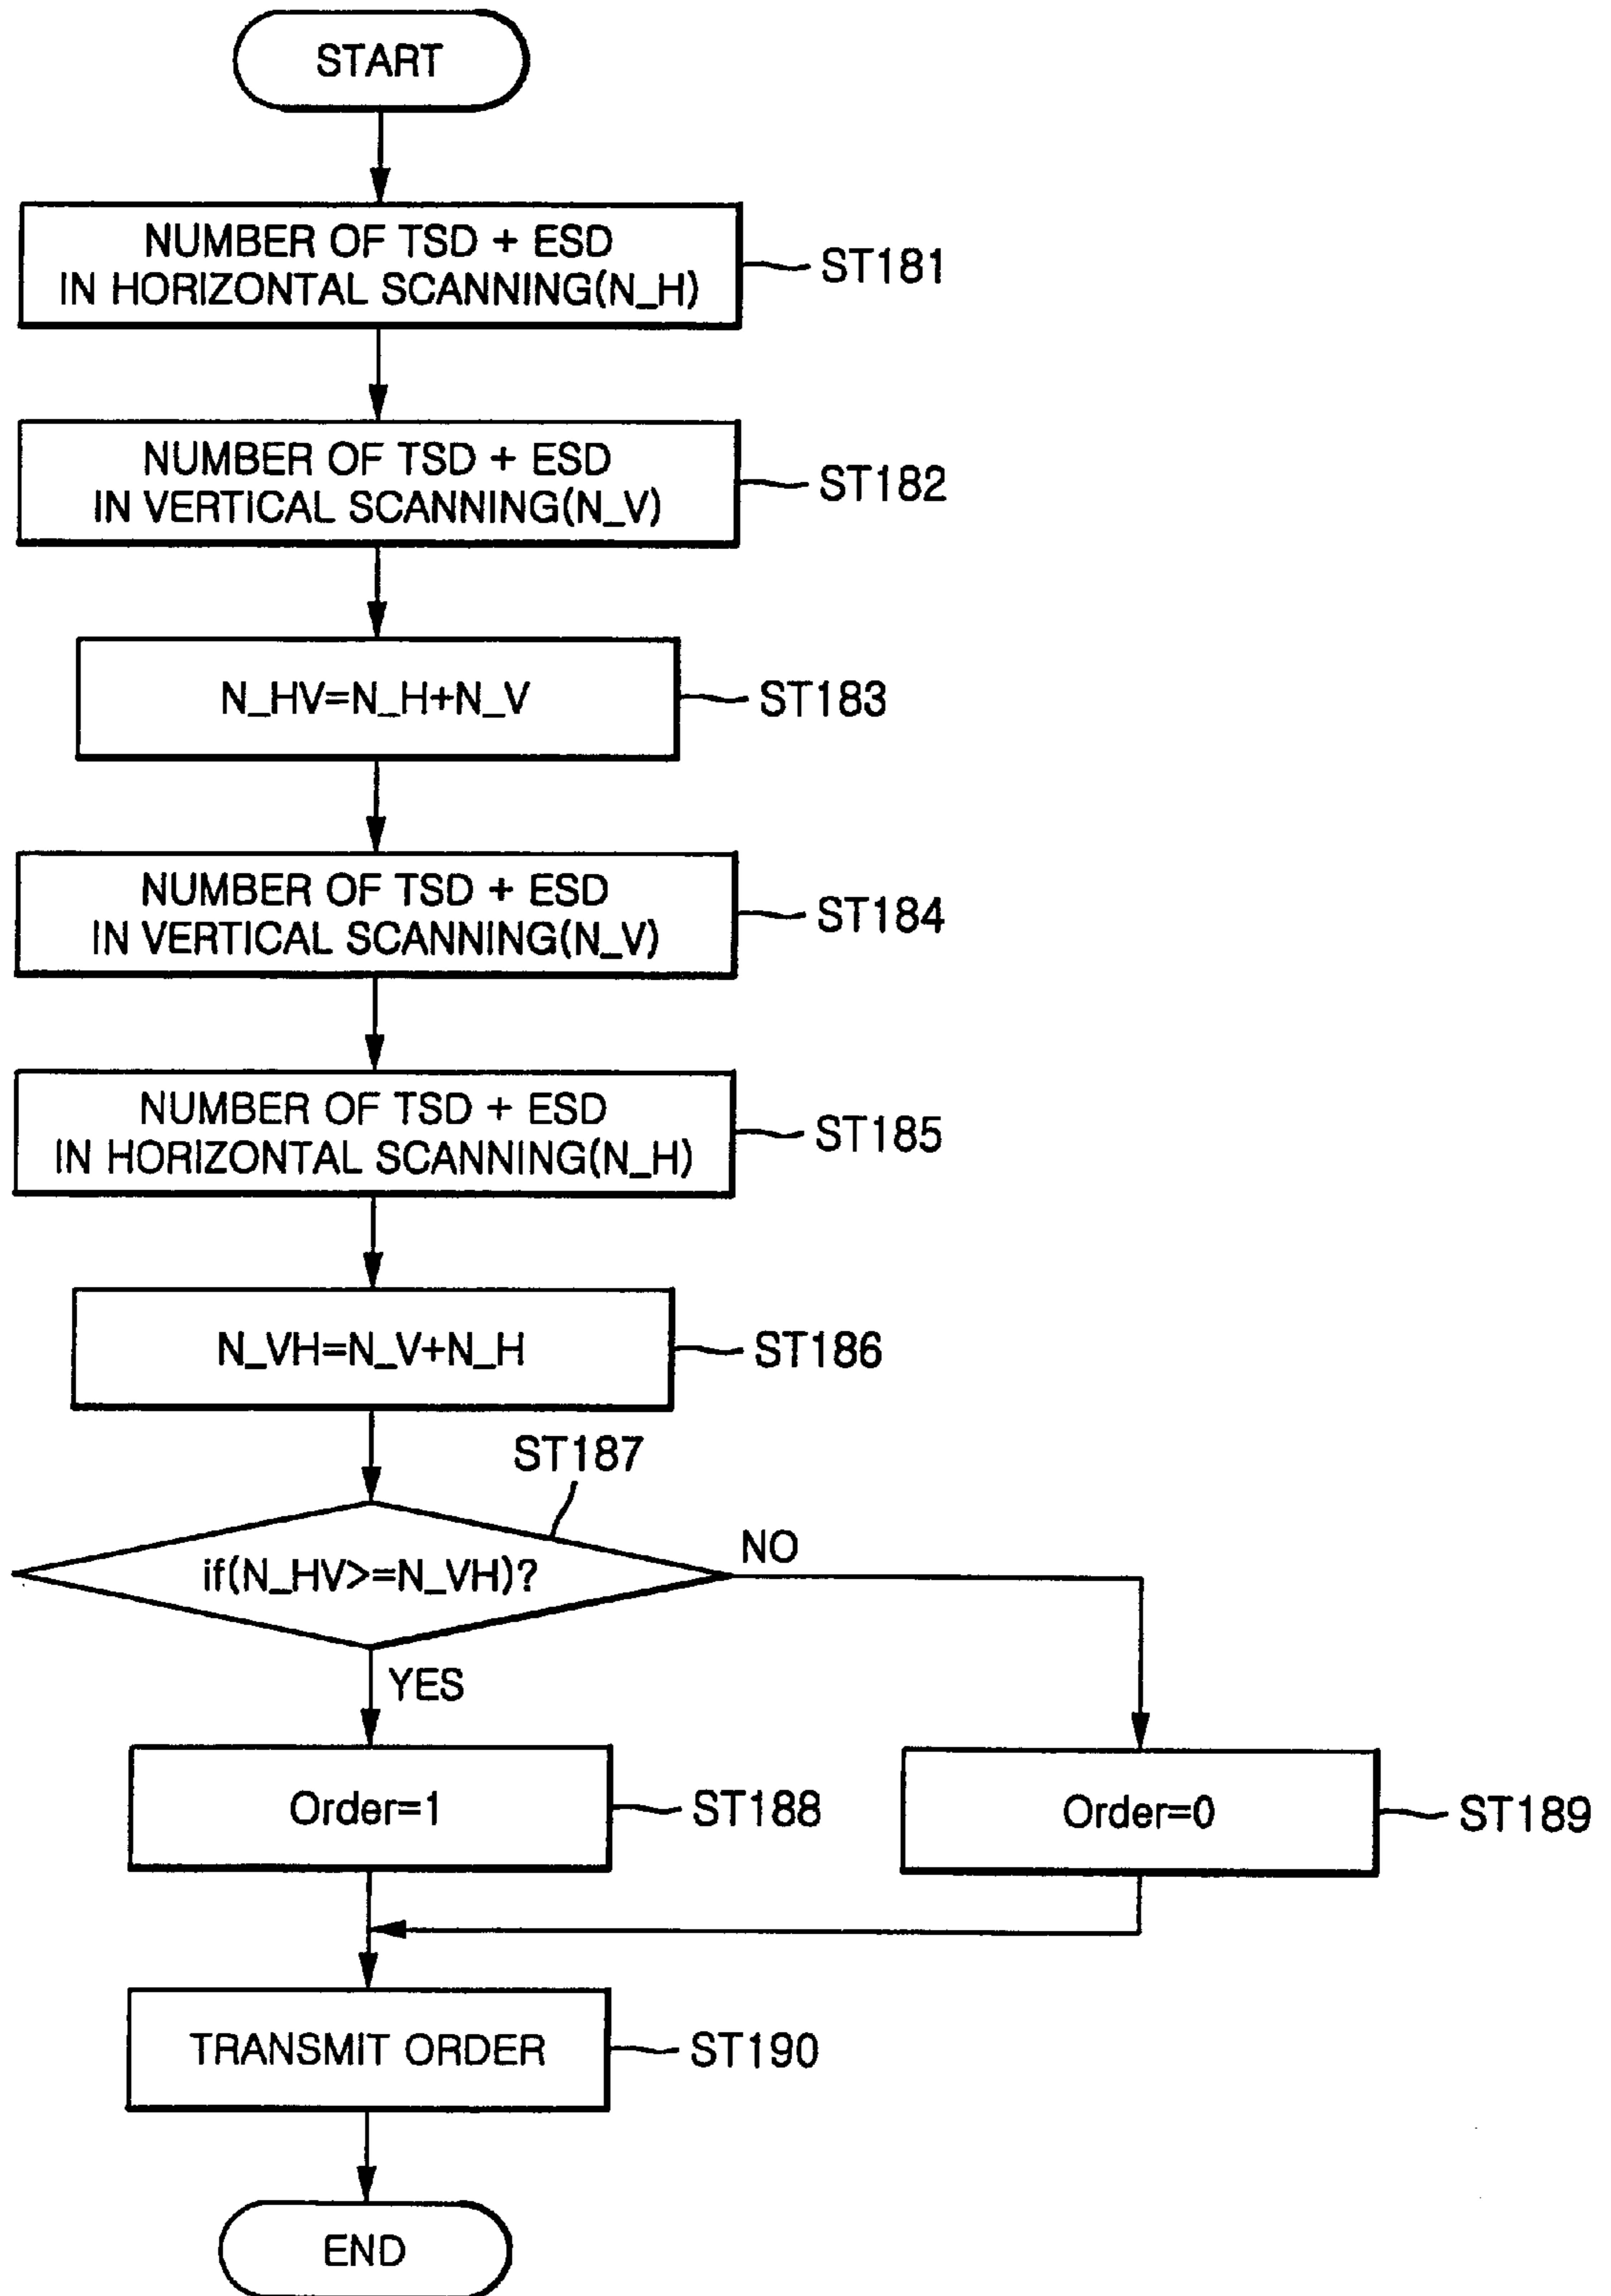 START
NUMBER OF TSD + ESD
IN HORIZONTAL SCANNING(N_H)
ST181
NUMBER OF TSD + ESD
IN VERTICAL SCANNING(N_V)
ST182
N_HV=N_H+N_V
ST183
NUMBER OF TSD + ESD
IN VERTICAL SCANNING(N_V)
ST184
NUMBER OF TSD + ESD
IN HORIZONTAL SCANNING(N_H)
ST185
N_VH=N_V+N_H
ST186
ST187
if(N_HV>=N_VH)?
NO
YES
Order=1
ST188
Order=0
ST189
TRANSMIT ORDER
ST190
END